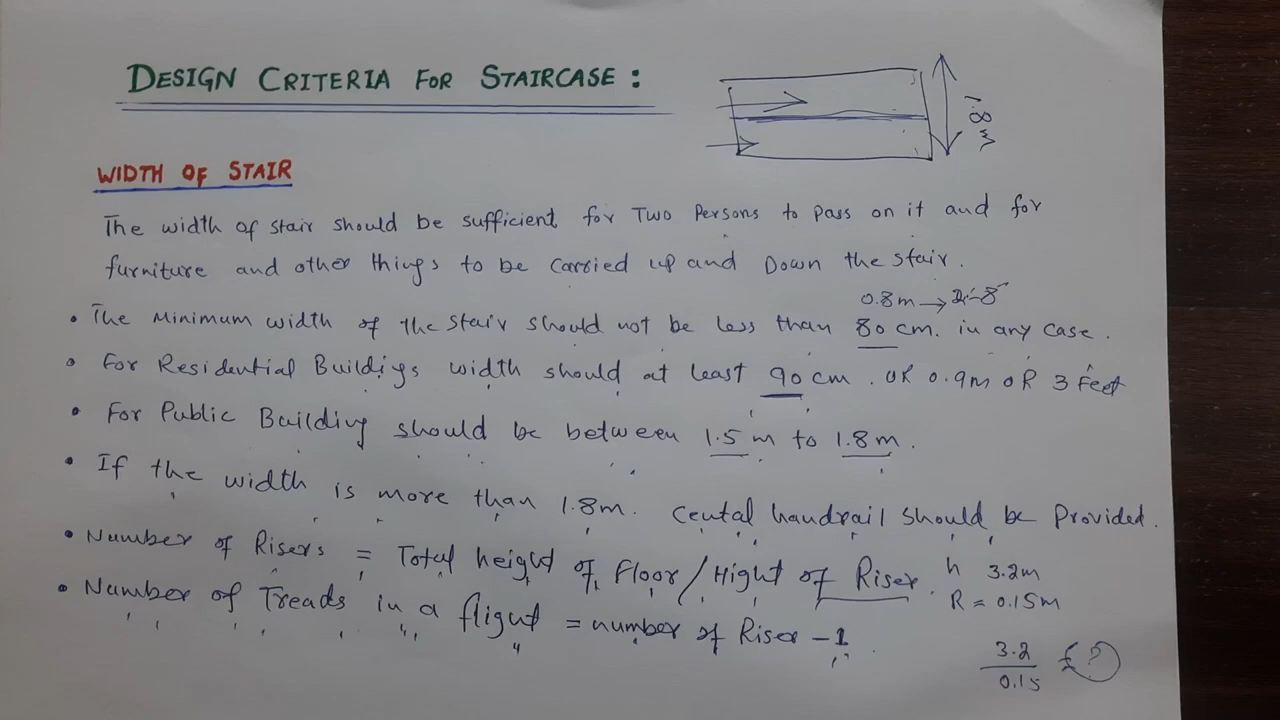 DESIGN CRITERIA FOR STAIRCASE :
1.8 m
WIDTH OF STAIR
The width of stair should be sufficient for Two Persons to pass on it and for
furniture and other things to be carried up and Down the stair.
0.8m →
• The Minimum width of the stair should not be less than 80 cm. in any case.
• For Residential Buildigs width should at least 90 cm. OR 0.9m OR 3 Feet
• For Public Building should be between 1.5 m to 1.8 m.
• If the width is more than 1.8m. Cental handrail should be Provided.
• Number of Risers = Total height of Floor / Hight of Riser
h 3.2m
R = 0.15m
• Number of Treads in a flight = number of Riser -1
3.2
0.15
?